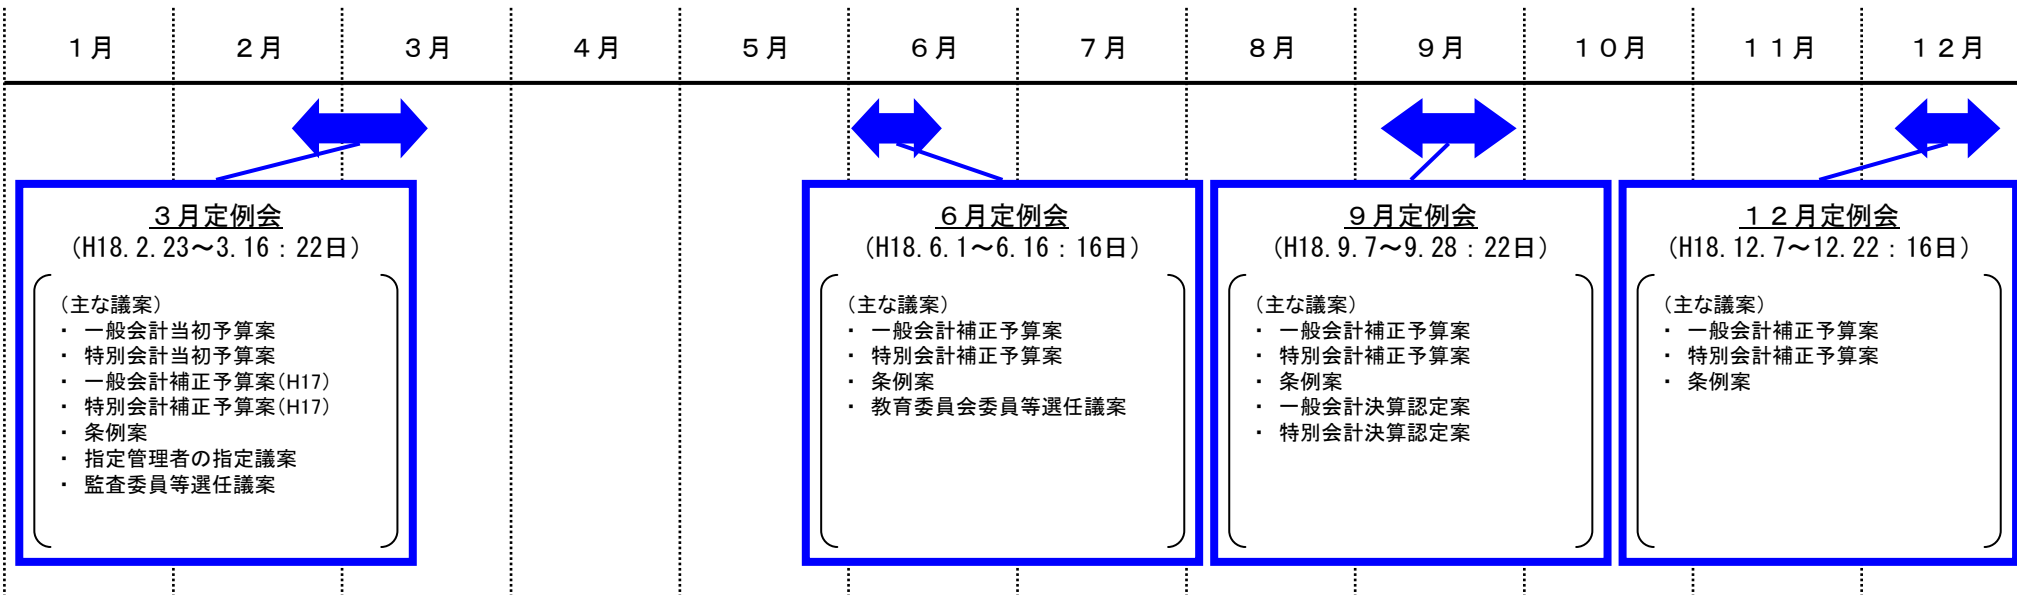 １月 ２月 ３月 ４月 ５月 ６月 ７月 ８月 ９月 １０月 １１月 １２月
３月定例会
（H18.2.23～3.16：22日）
（主な議案）
・ 一般会計当初予算案
・ 特別会計当初予算案
・ 一般会計補正予算案（H17）
・ 特別会計補正予算案（H17）
・ 条例案
・ 指定管理者の指定議案
・ 監査委員等選任議案
６月定例会
（H18.6.1～6.16：16日）
（主な議案）
・ 一般会計補正予算案
・ 特別会計補正予算案
・ 条例案
・ 教育委員会委員等選任議案
９月定例会
（H18.9.7～9.28：22日）
（主な議案）
・ 一般会計補正予算案
・ 特別会計補正予算案
・ 条例案
・ 一般会計決算認定案
・ 特別会計決算認定案
１２月定例会
（H18.12.7～12.22：16日）
（主な議案）
・ 一般会計補正予算案
・ 特別会計補正予算案
・ 条例案